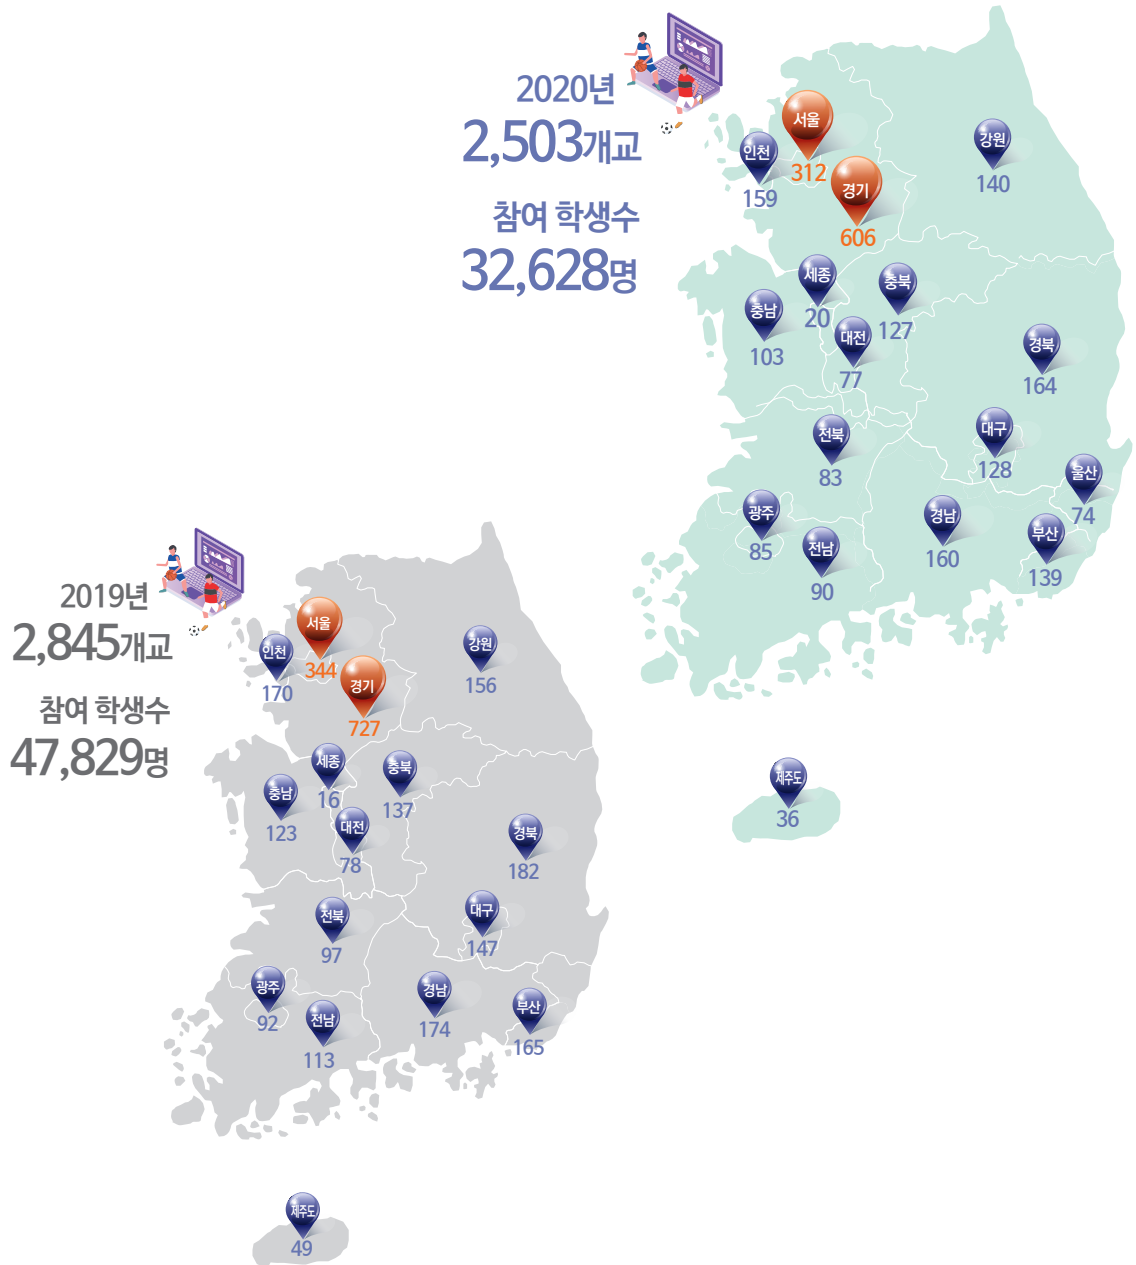 2020년
2,503개교
참여 학생수
32,628명
서울
312
인천
159
경기
606
강원
140
세종
20
충북
127
충남
103
대전
77
경북
164
전북
83
대구
128
울산
74
광주
85
전남
90
경남
160
부산
139
제주도
36
2019년
2,845개교
참여 학생수
47,829명
서울
344
인천
170
경기
727
강원
156
세종
16
충북
137
충남
123
대전
78
경북
182
전북
97
대구
147
광주
92
전남
113
경남
174
부산
165
제주도
49